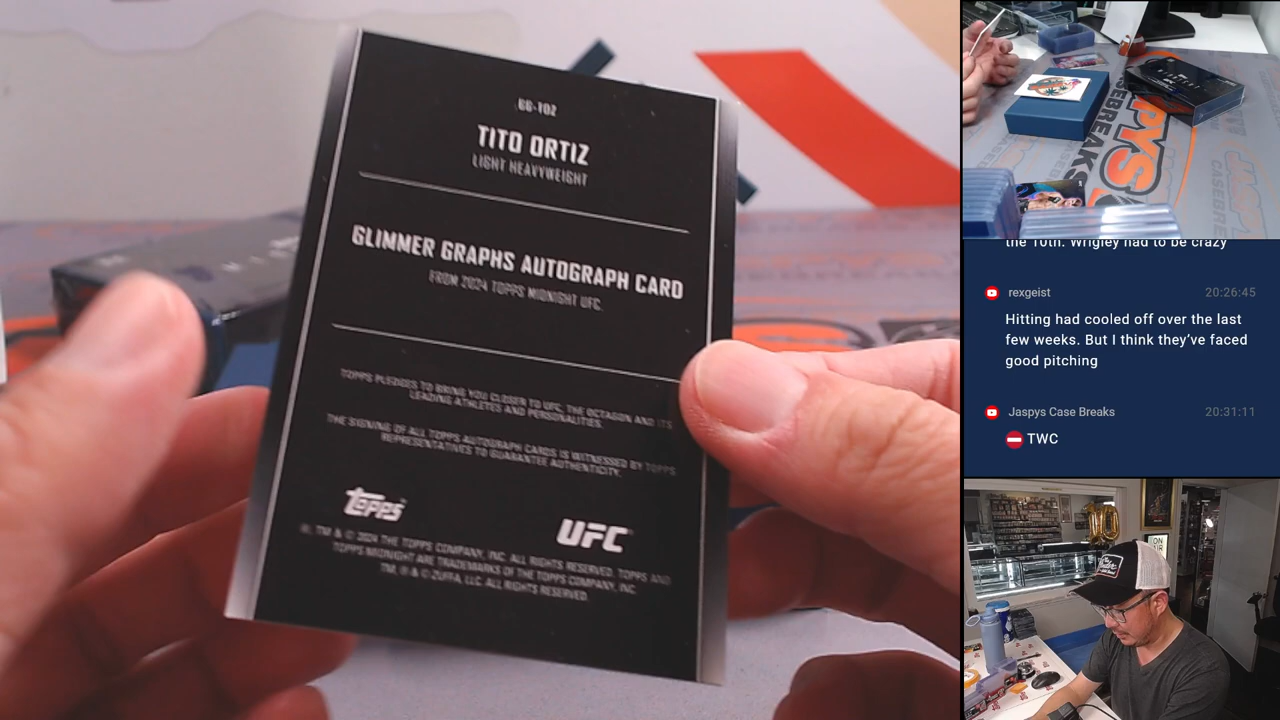 GG-TO2
TITO ORTIZ
LIGHT HEAVYWEIGHT
GLIMMER GRAPHS AUTOGRAPH CARD
FROM 2024 TOPPS MIDNIGHT UFC.
TOPPS PLEDGES TO BRING YOU CLOSER TO UFC, THE OCTAGON AND ITS
LEADING ATHLETES AND PERSONALITIES.
THE SIGNING OF ALL TOPPS AUTOGRAPH CARDS IS WITNESSED BY TOPPS
REPRESENTATIVES TO GUARANTEE AUTHENTICITY.
Topps
UFC
®, TM & © 2024 THE TOPPS COMPANY, INC. ALL RIGHTS RESERVED. TOPPS AND
TOPPS MIDNIGHT ARE TRADEMARKS OF THE TOPPS COMPANY, INC.
TM, ® & © ZUFFA, LLC. ALL RIGHTS RESERVED.
CASEBREAKS
the 10th. Wrigley had to be crazy
rexgeist 20:26:45
Hitting had cooled off over the last
few weeks. But I think they've faced
good pitching
Jaspys Case Breaks 20:31:11
TWC
10
ON
AIR